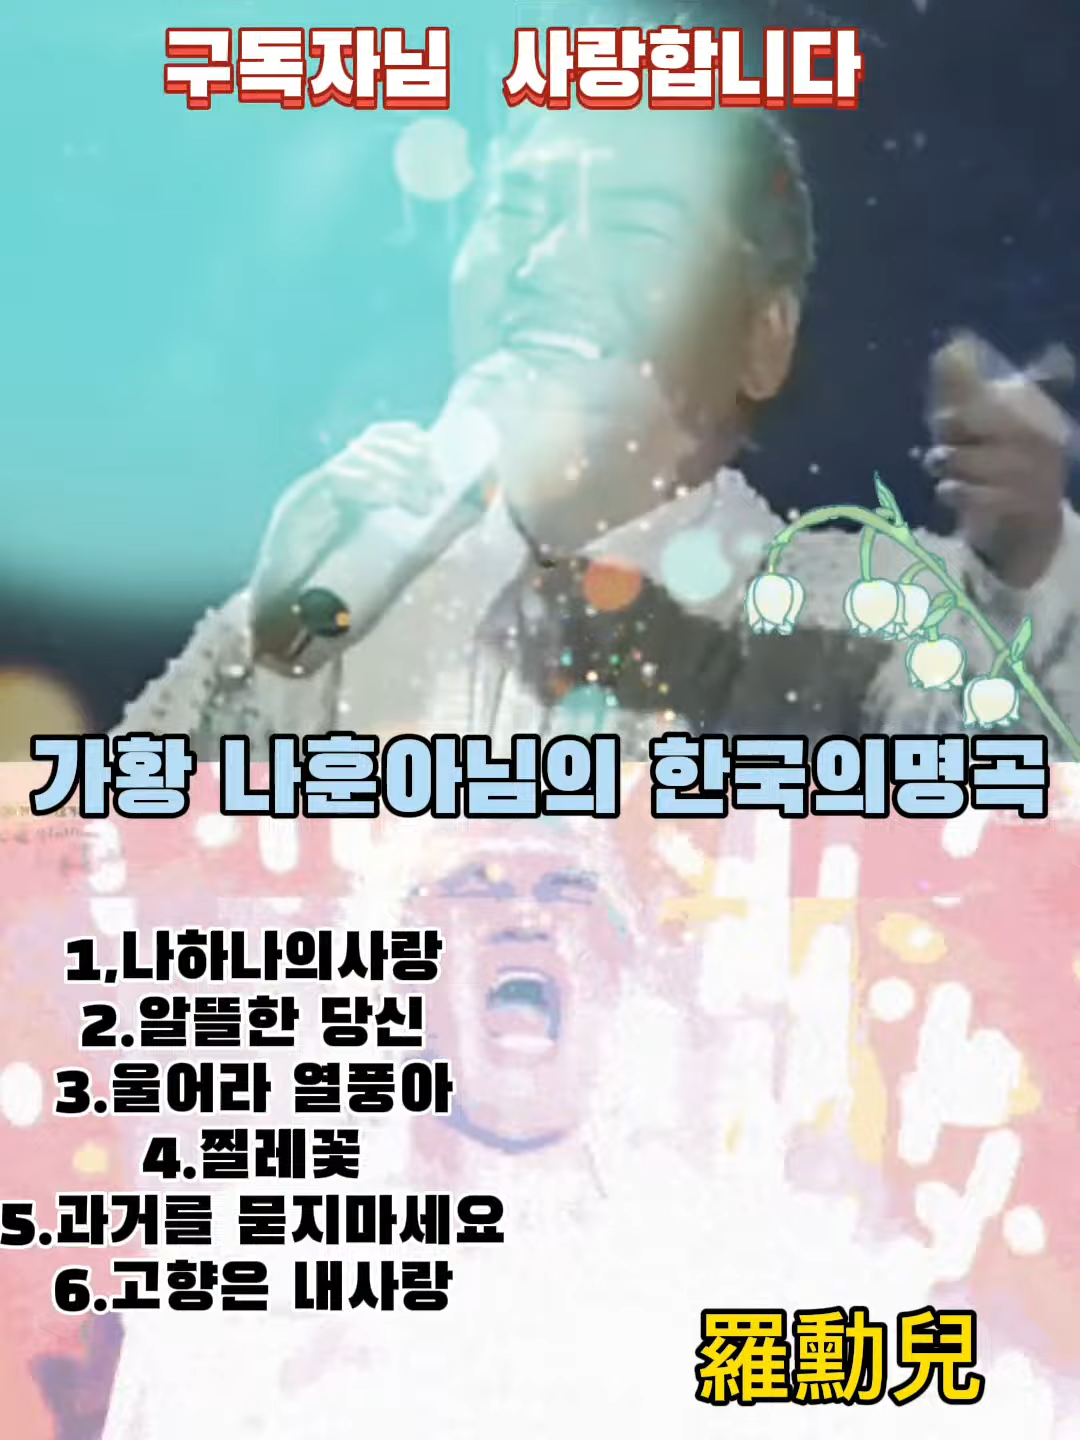 구독자님 사랑합니다
가황 나훈아님의 한국의명곡
1,나하나의사랑
2.알뜰한 당신
3.울어라 열풍아
4.찔레꽃
5.과거를 묻지마세요
6.고향은 내사랑
羅勳兒